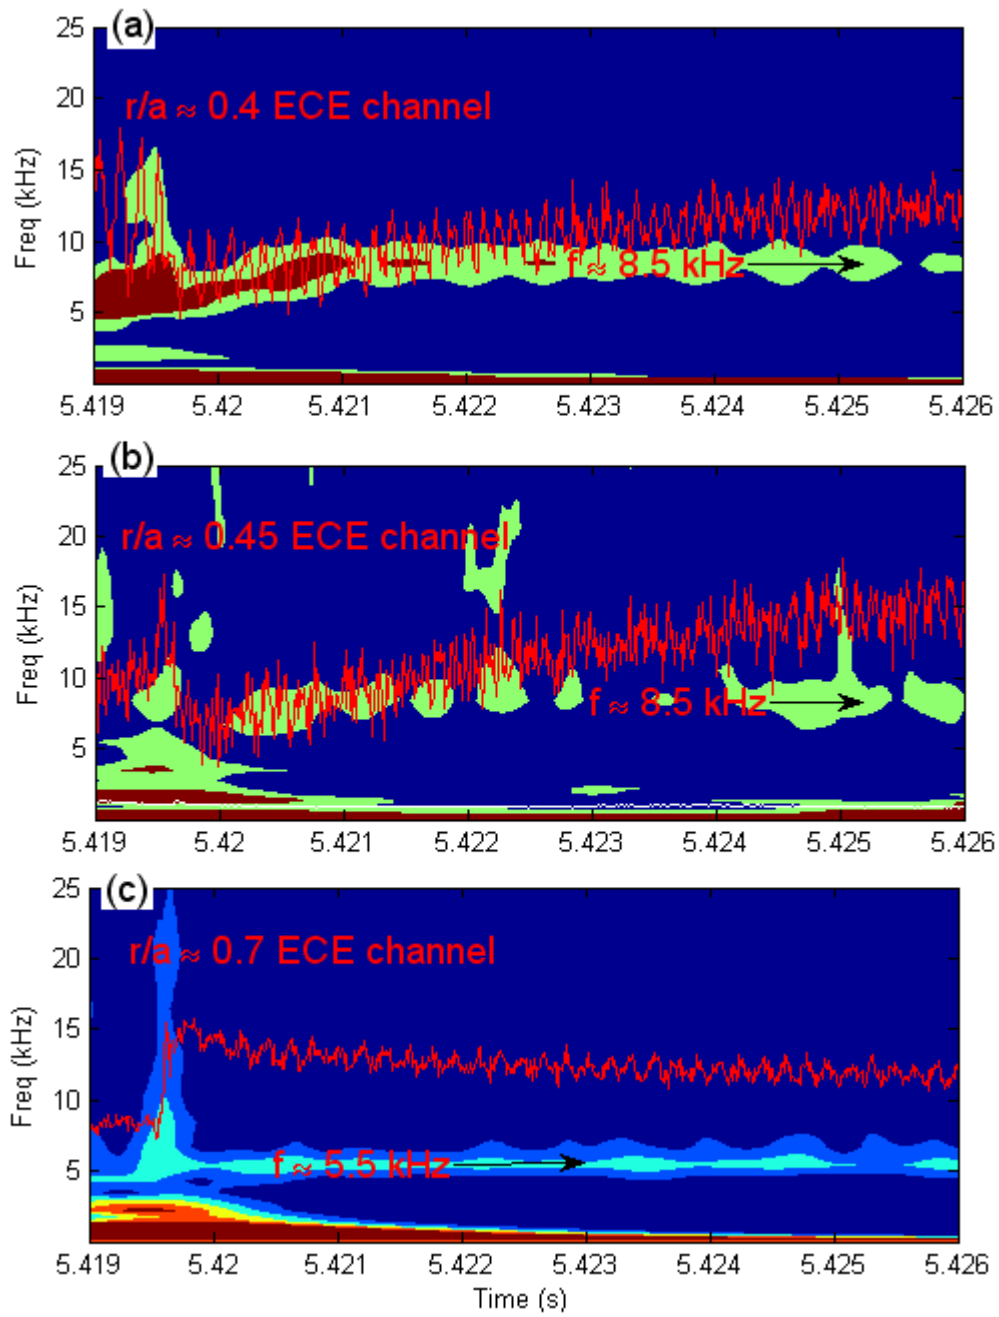 (a)
25
20
15
10
5
Freq (kHz)
r/a ≈ 0.4 ECE channel
f ≈ 8.5 kHz
5.419 5.42 5.421 5.422 5.423 5.424 5.425 5.426
(b)
25
20
15
10
5
Freq (kHz)
r/a ≈ 0.45 ECE channel
f ≈ 8.5 kHz
5.419 5.42 5.421 5.422 5.423 5.424 5.425 5.426
(c)
25
20
15
10
5
Freq (kHz)
r/a ≈ 0.7 ECE channel
f ≈ 5.5 kHz
5.419 5.42 5.421 5.422 5.423 5.424 5.425 5.426
Time (s)